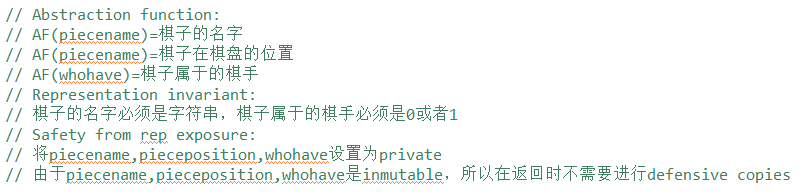 // Abstraction function:
// AF(piecename)=棋子的名字
// AF(piecename)=棋子在棋盘的位置
// AF(whohave)=棋子属于的棋手
// Representation invariant:
// 棋子的名字必须是字符串，棋子属于的棋手必须是0或者1
// Safety from rep exposure:
// 将piecename,pieceposition,whohave设置为private
// 由于piecename,pieceposition,whohave是inmutable，所以在返回时不需要进行defensive copies